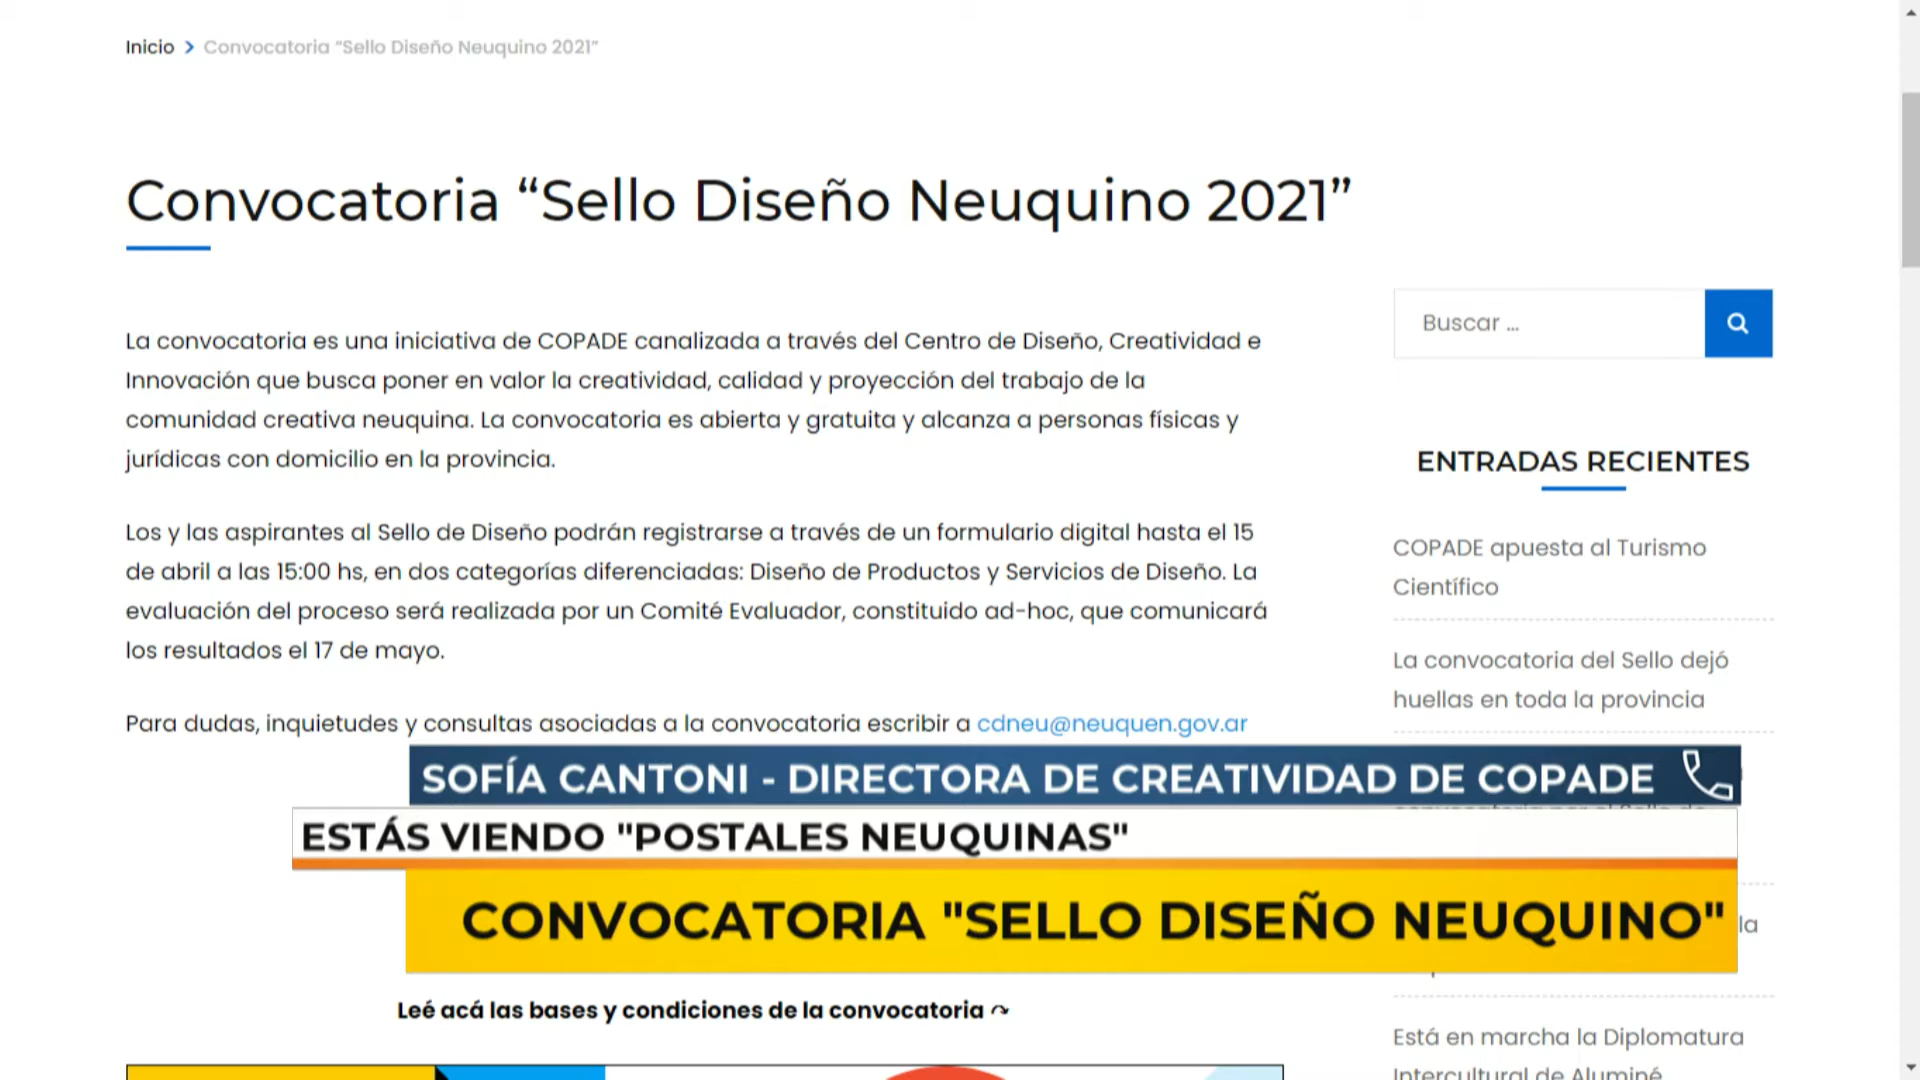 Inicio > Convocatoria “Sello Diseño Neuquino 2021”
Convocatoria “Sello Diseño Neuquino 2021”
La convocatoria es una iniciativa de COPADE canalizada a través del Centro de Diseño, Creatividad e
Innovación que busca poner en valor la creatividad, calidad y proyección del trabajo de la
comunidad creativa neuquina. La convocatoria es abierta y gratuita y alcanza a personas físicas y
jurídicas con domicilio en la provincia.
Los y las aspirantes al Sello de Diseño podrán registrarse a través de un formulario digital hasta el 15
de abril a las 15:00 hs, en dos categorías diferenciadas: Diseño de Productos y Servicios de Diseño. La
evaluación del proceso será realizada por un Comité Evaluador, constituido ad-hoc, que comunicará
los resultados el 17 de mayo.
Para dudas, inquietudes y consultas asociadas a la convocatoria escribir a cdneu@neuquen.gov.ar
Buscar ...
ENTRADAS RECIENTES
COPADE apuesta al Turismo
Científico
La convocatoria del Sello dejó
huellas en toda la provincia
SOFÍA CANTONI - DIRECTORA DE CREATIVIDAD DE COPADE
ESTÁS VIENDO "POSTALES NEUQUINAS"
CONVOCATORIA "SELLO DISEÑO NEUQUINO"
la
Leé acá las bases y condiciones de la convocatoria ↷
Está en marcha la Diplomatura
Intercultural de Aluminé